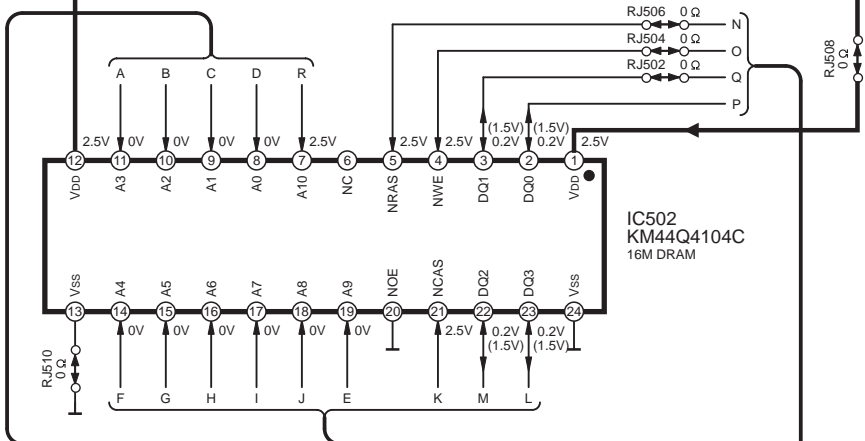 RJ506 0 Ω
N
RJ504 0 Ω
O
RJ502 0 Ω
Q
P
RJ508
0 Ω
A B C D R
2.5V 0V 0V 0V 0V 2.5V 2.5V 2.5V (1.5V) 0.2V (1.5V) 0.2V 2.5V
12 11 10 9 8 7 6 5 4 3 2 1
VDD A3 A2 A1 A0 A10 NC NRAS NWE DQ1 DQ0 VDD
IC502
KM44Q4104C
16M DRAM
VSS A4 A5 A6 A7 A8 A9 NOE NCAS DQ2 DQ3 VSS
13 14 15 16 17 18 19 20 21 22 23 24
0V 0V 0V 0V 0V 0V 2.5V 0.2V (1.5V) 0.2V (1.5V)
RJ510
0 Ω
F G H I J E K M L